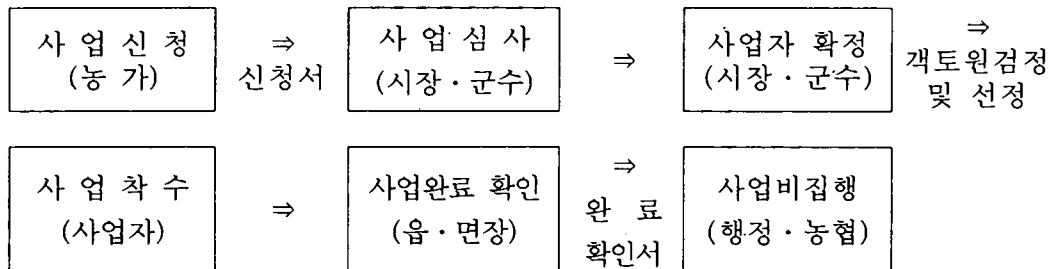 사 업 신 청
(농 가)
⇒
신청서
사 업 심 사
(시장・군수)
⇒
사업자 확정
(시장・군수)
⇒
객토원검정
및 선정
사 업 착 수
(사업자)
⇒
사업완료 확인
(읍・면장)
⇒
완 료
확인서
사업비집행
(행정・농협)